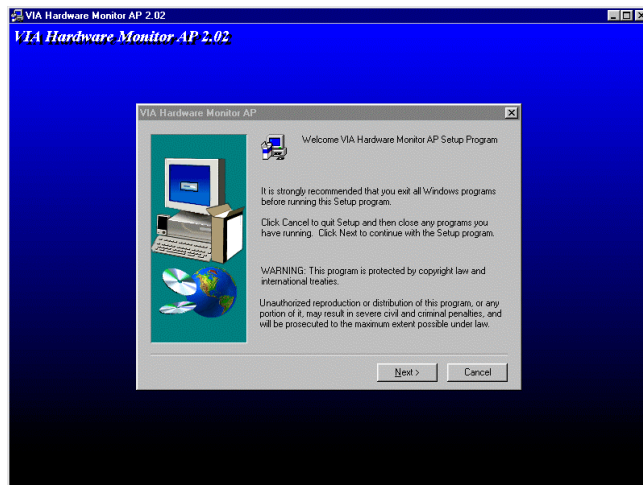 VIA Hardware Monitor AP 2.02
VIA Hardware Monitor AP 2.02
VIA Hardware Monitor AP
Welcome VIA Hardware Monitor AP Setup Program
It is strongly recommended that you exit all Windows programs
before running this Setup program.
Click Cancel to quit Setup and then close any programs you
have running. Click Next to continue with the Setup program.
WARNING: This program is protected by copyright law and
international treaties.
Unauthorized reproduction or distribution of this program, or any
portion of it, may result in severe civil and criminal penalties, and
will be prosecuted to the maximum extent possible under law.
Next > Cancel